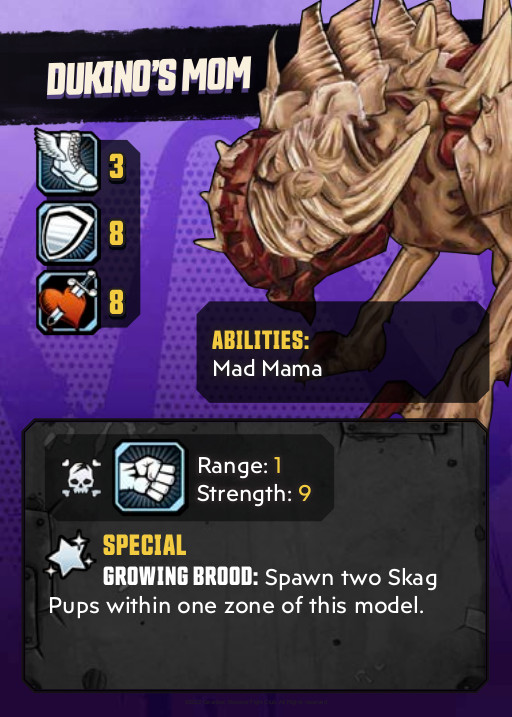 DUKINO'S MOM
3
8
8
ABILITIES:
Mad Mama
Range: 1
Strength: 9
SPECIAL
GROWING BROOD: Spawn two Skag
Pups within one zone of this model.